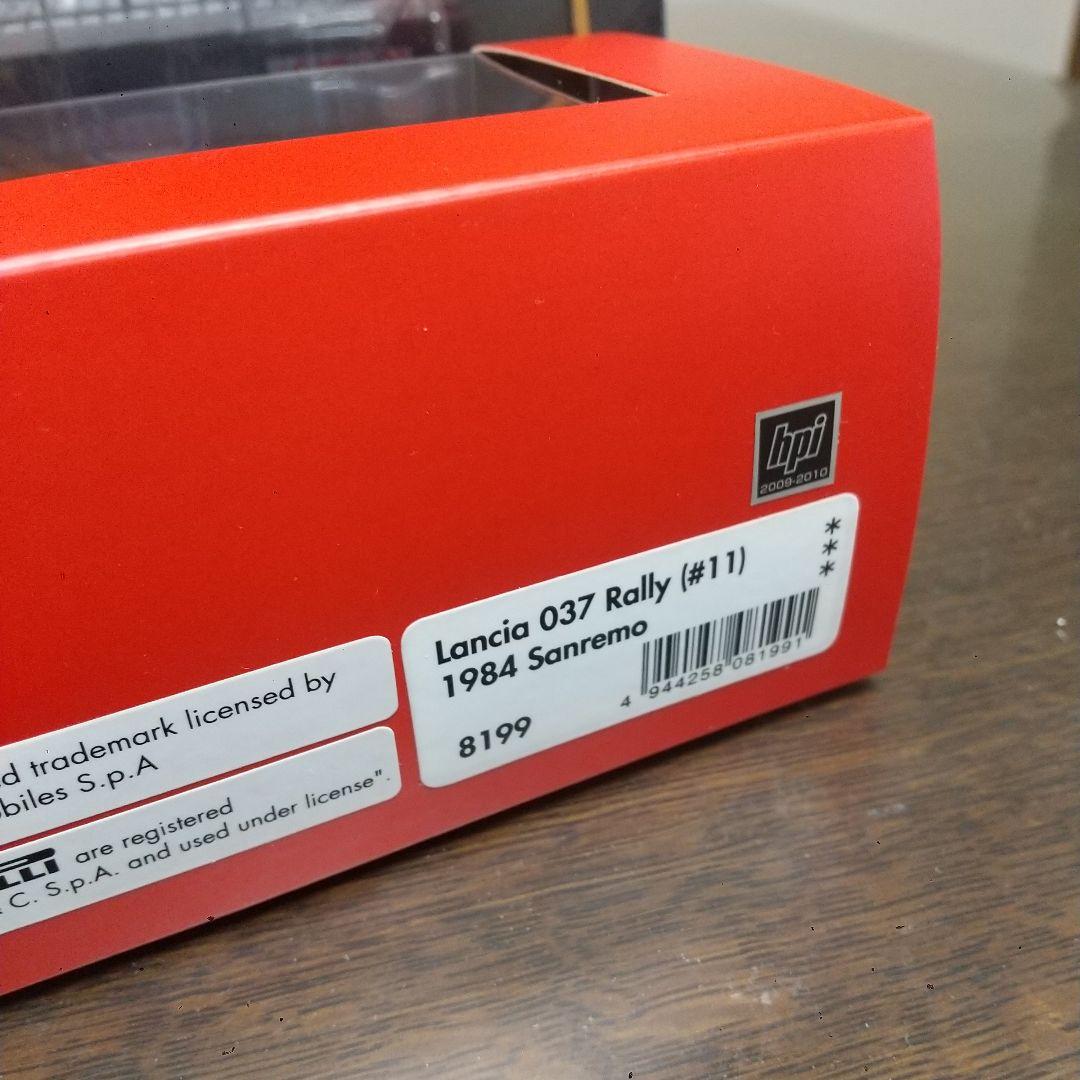 hpi
2009-2010
Lancia 037 Rally (#11)
1984 Sanremo
***
4 944258 081991
8199
trademark licensed by
S.p.A
are registered
C. S.p.A. and used under license".